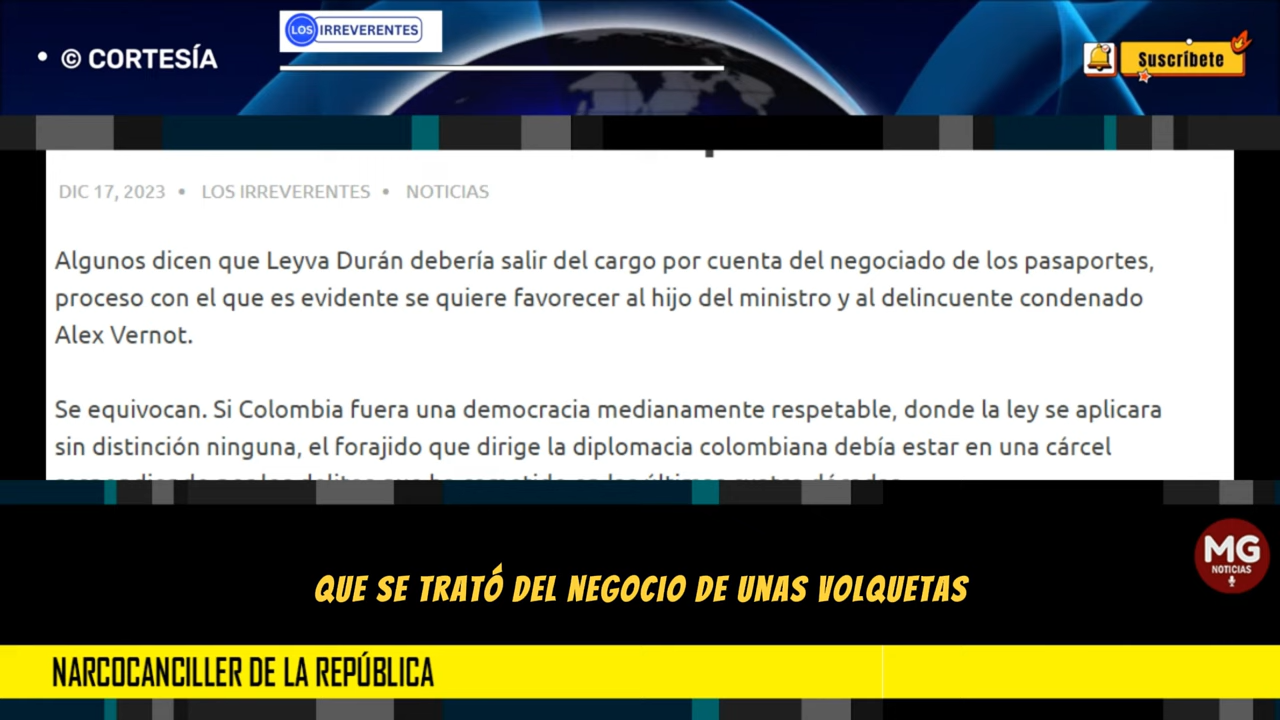 • © CORTESÍA
LOS IRREVERENTES
Suscríbete
DIC 17, 2023 • LOS IRREVERENTES • NOTICIAS
Algunos dicen que Leyva Durán debería salir del cargo por cuenta del negociado de los pasaportes,
proceso con el que es evidente se quiere favorecer al hijo del ministro y al delincuente condenado
Alex Vernot.
Se equivocan. Si Colombia fuera una democracia medianamente respetable, donde la ley se aplicara
sin distinción ninguna, el forajido que dirige la diplomacia colombiana debía estar en una cárcel
MG
NOTICIAS
QUE SE TRATÓ DEL NEGOCIO DE UNAS VOLQUETAS
NARCOCANCILLER DE LA REPÚBLICA